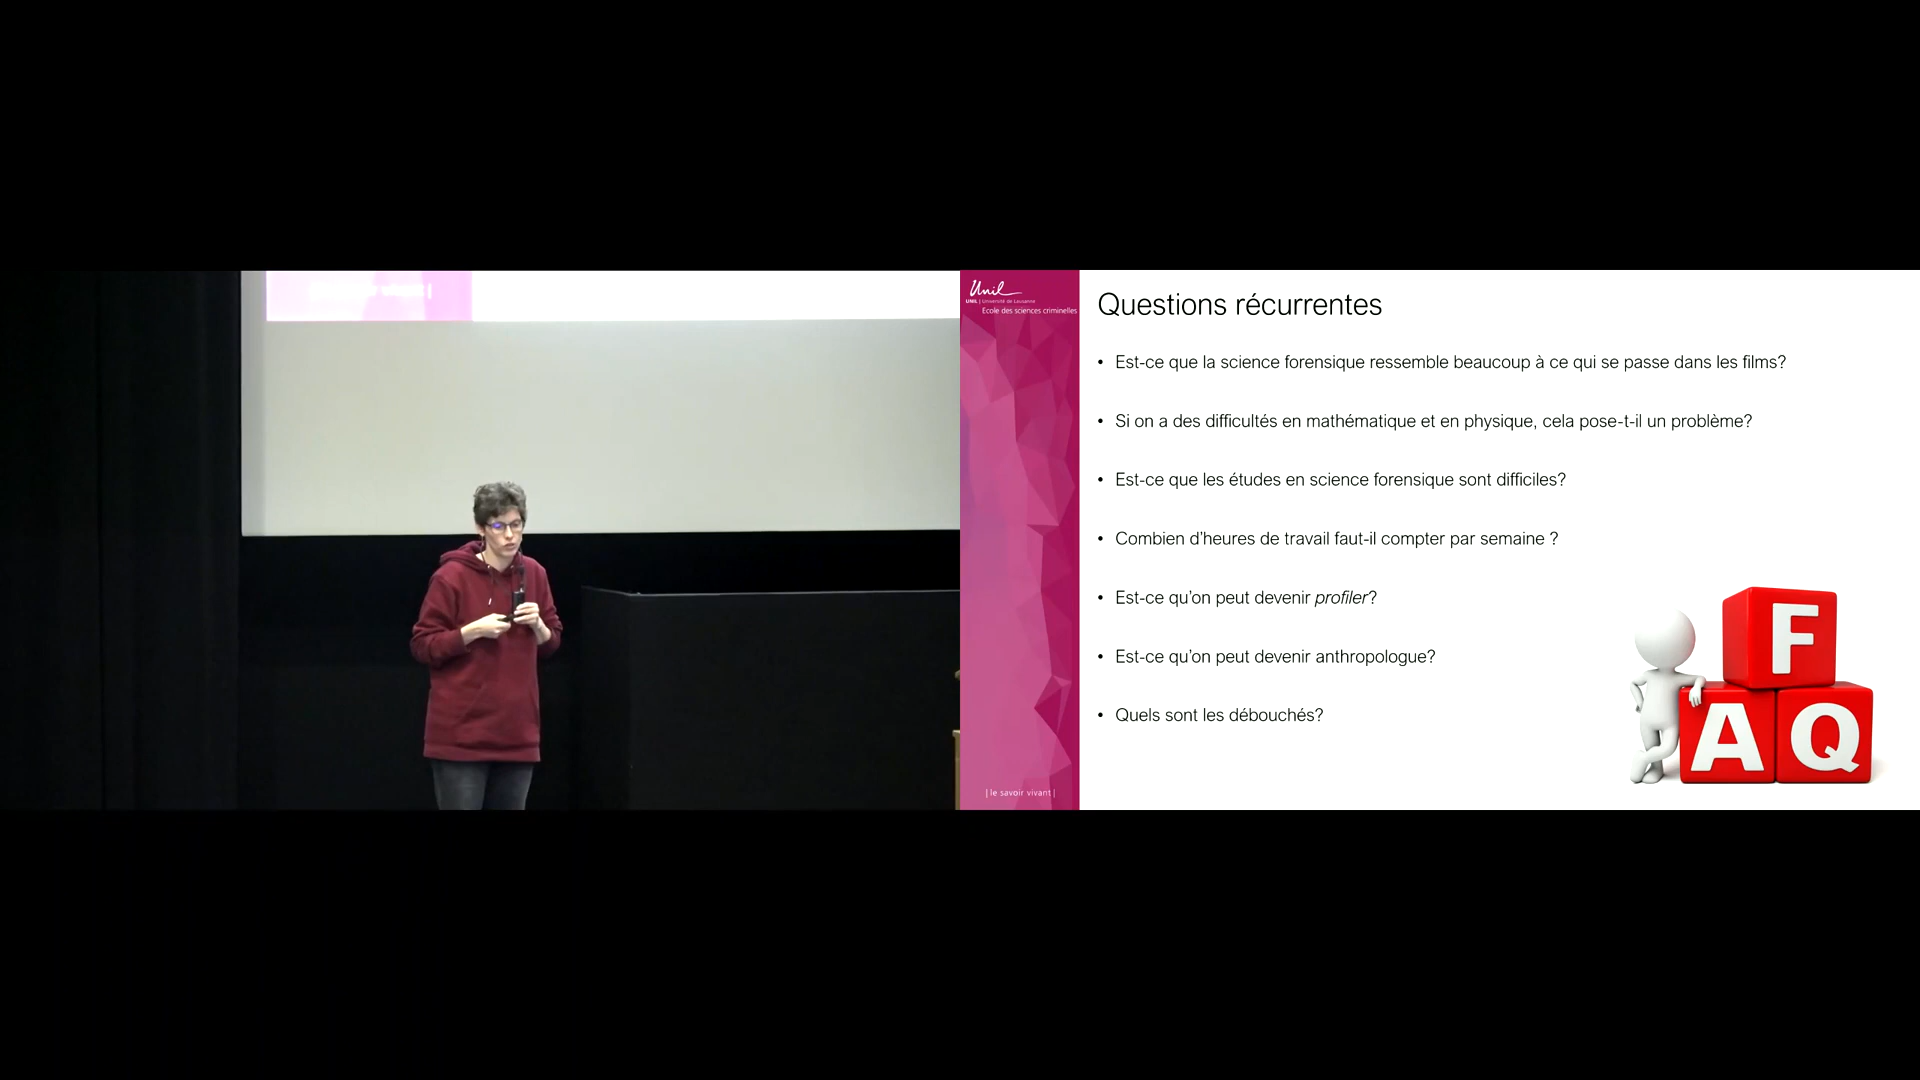 Unil
UNIL | Université de Lausanne
Ecole des sciences criminelles
Questions récurrentes
• Est-ce que la science forensique ressemble beaucoup à ce qui se passe dans les films?
• Si on a des difficultés en mathématique et en physique, cela pose-t-il un problème?
• Est-ce que les études en science forensique sont difficiles?
• Combien d'heures de travail faut-il compter par semaine ?
• Est-ce qu'on peut devenir profiler?
• Est-ce qu'on peut devenir anthropologue?
• Quels sont les débouchés?
F
A Q
| le savoir vivant |